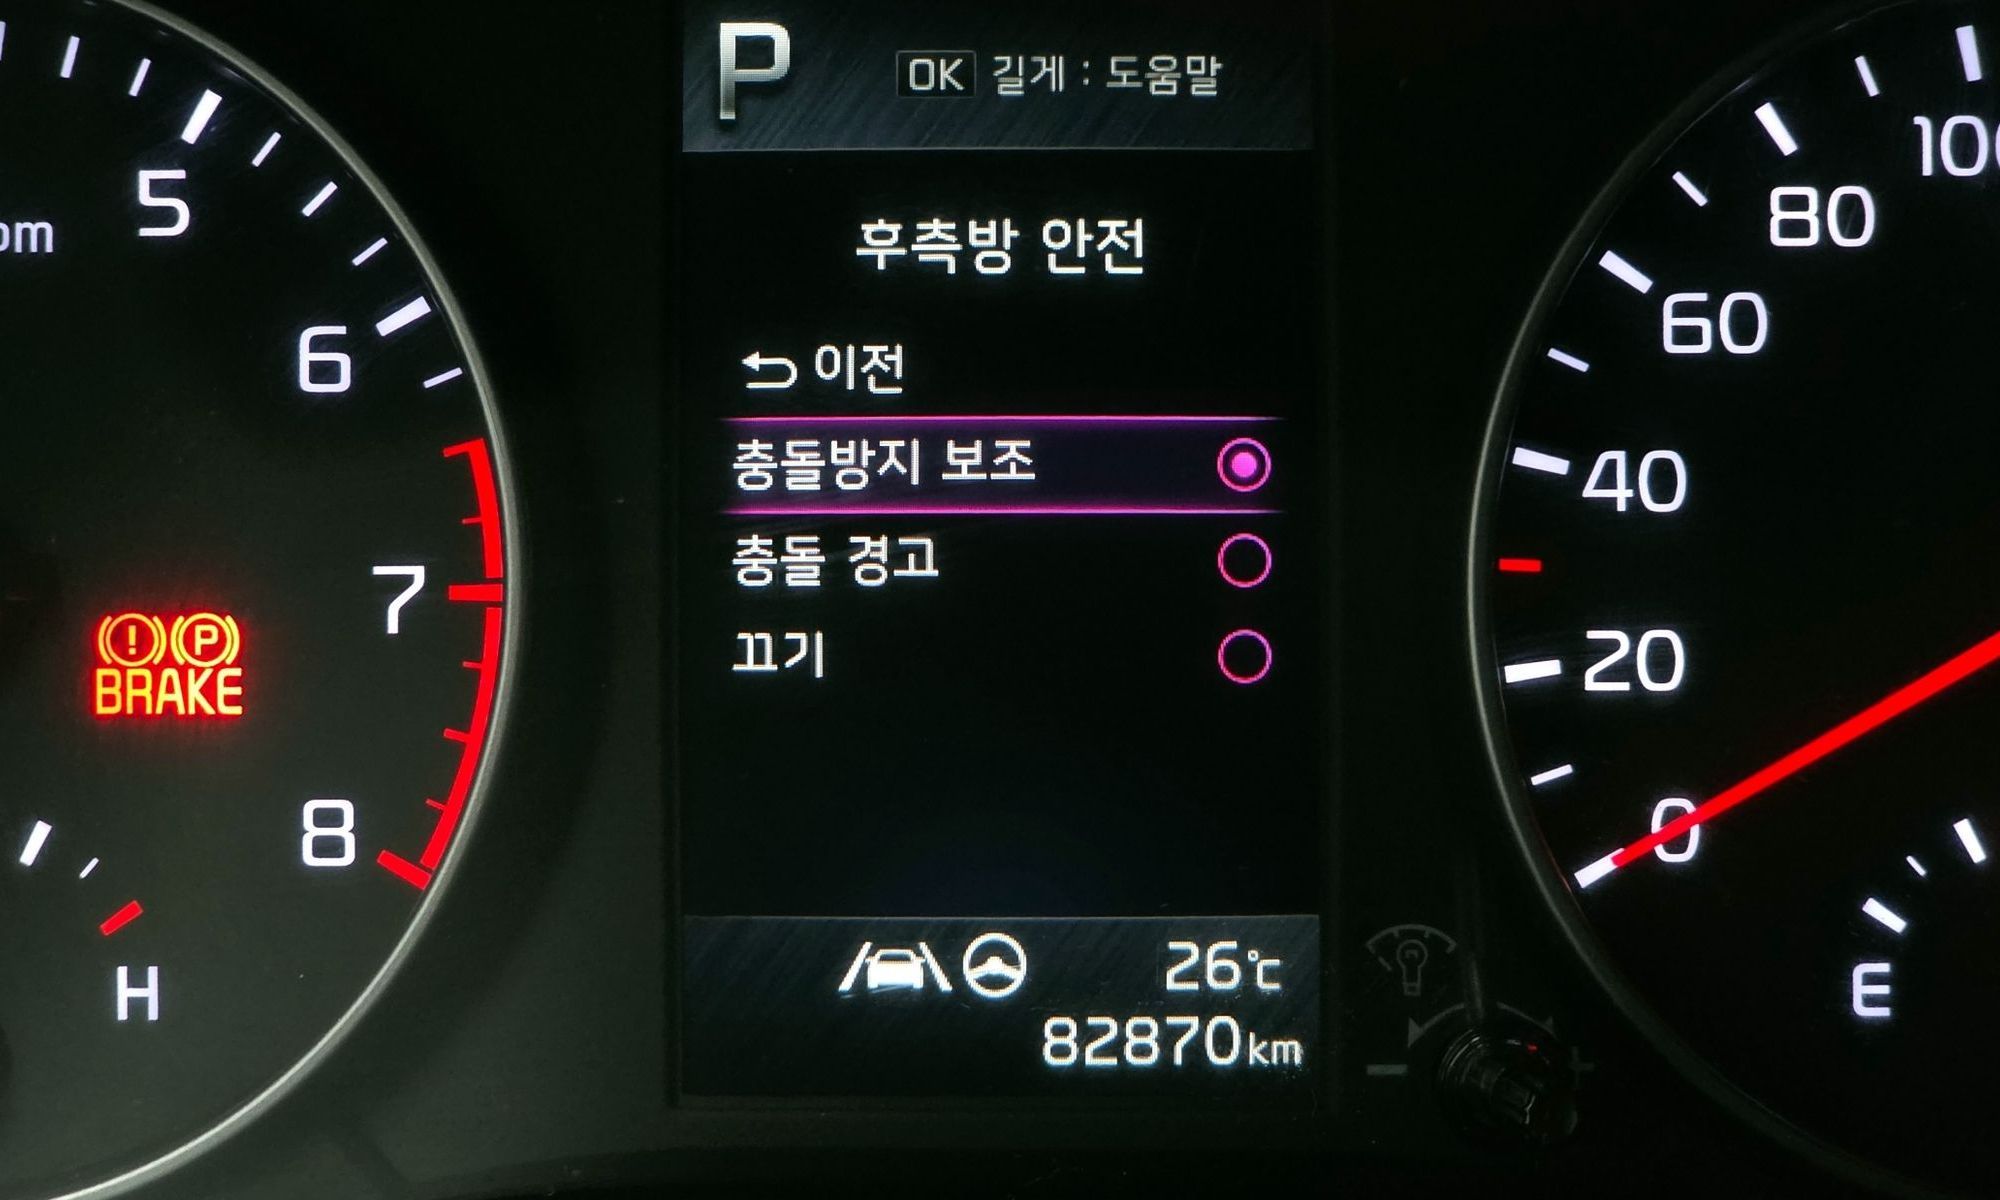 P
OK 길게 : 도움말
후측방 안전
이전
충돌방지 보조
충돌 경고
끄기
26℃
82870km
5
6
7
8
H
BRAKE
P
100
80
60
40
20
0
E